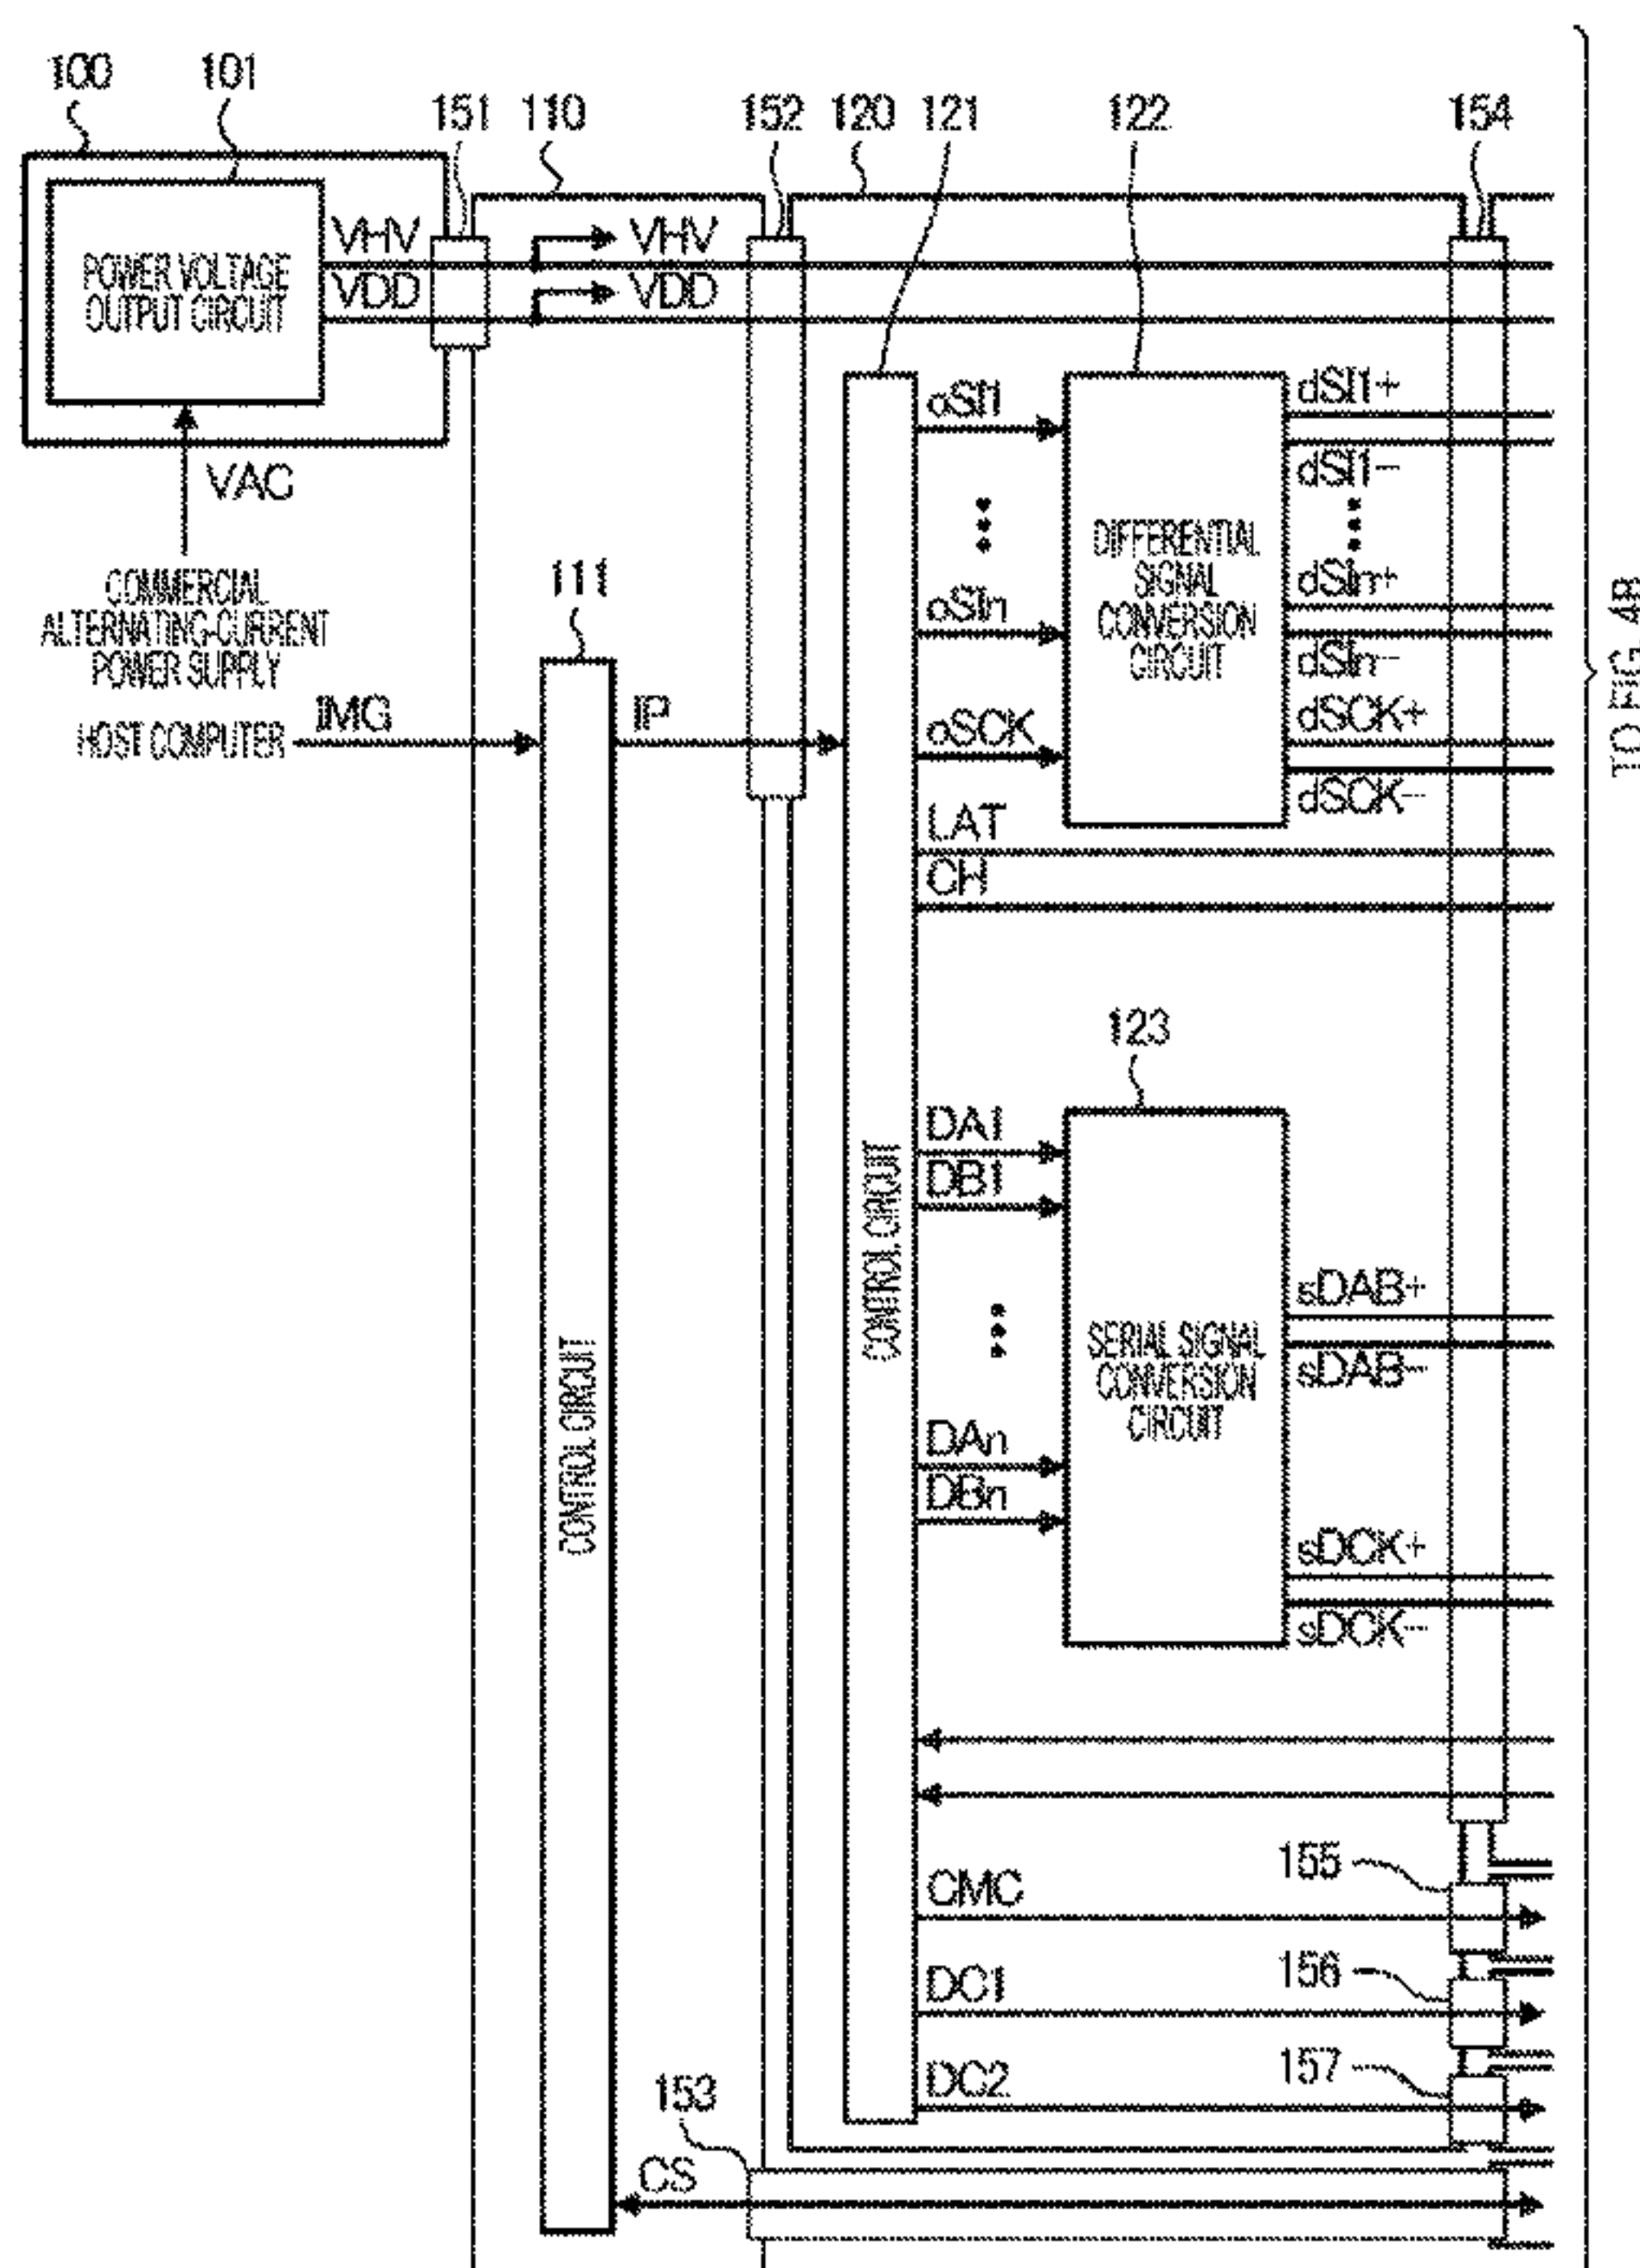 100
101
151
110
152
120
121
122
154
POWER VOLTAGE
OUTPUT CIRCUIT
VHV
VDD
VHV
VDD
VAC
COMMERCIAL
ALTERNATING-CURRENT
POWER SUPPLY
HOST COMPUTER
IMG
111
IP
oSI1
oSIn
oSCK
DIFFERENTIAL
SIGNAL
CONVERSION
CIRCUIT
dSI1+
dSI1−
dSIn+
dSIn−
dSCK+
dSCK−
TO FIG. 4B
LAT
CH
123
DA1
DB1
DAn
DBn
CONTROL CIRCUIT
CONTROL CIRCUIT
SERIAL SIGNAL
CONVERSION
CIRCUIT
sDAB+
sDAB−
sDCK+
sDCK−
155
CMC
156
DC1
157
DC2
153
CS